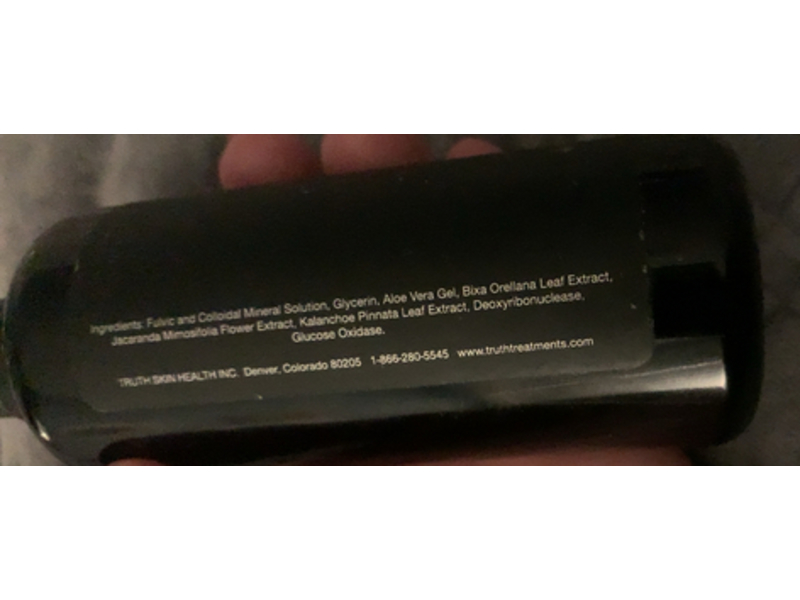 Ingredients: Fulvic and Colloidal Mineral Solution, Glycerin, Aloe Vera Gel, Bixa Orellana Leaf Extract,
Jacaranda Mimosifolia Flower Extract, Kalanchoe Pinnata Leaf Extract, Deoxyribonuclease,
Glucose Oxidase.
TRUTH SKIN HEALTH INC. Denver, Colorado 80205 1-866-280-5545 www.truthtreatments.com